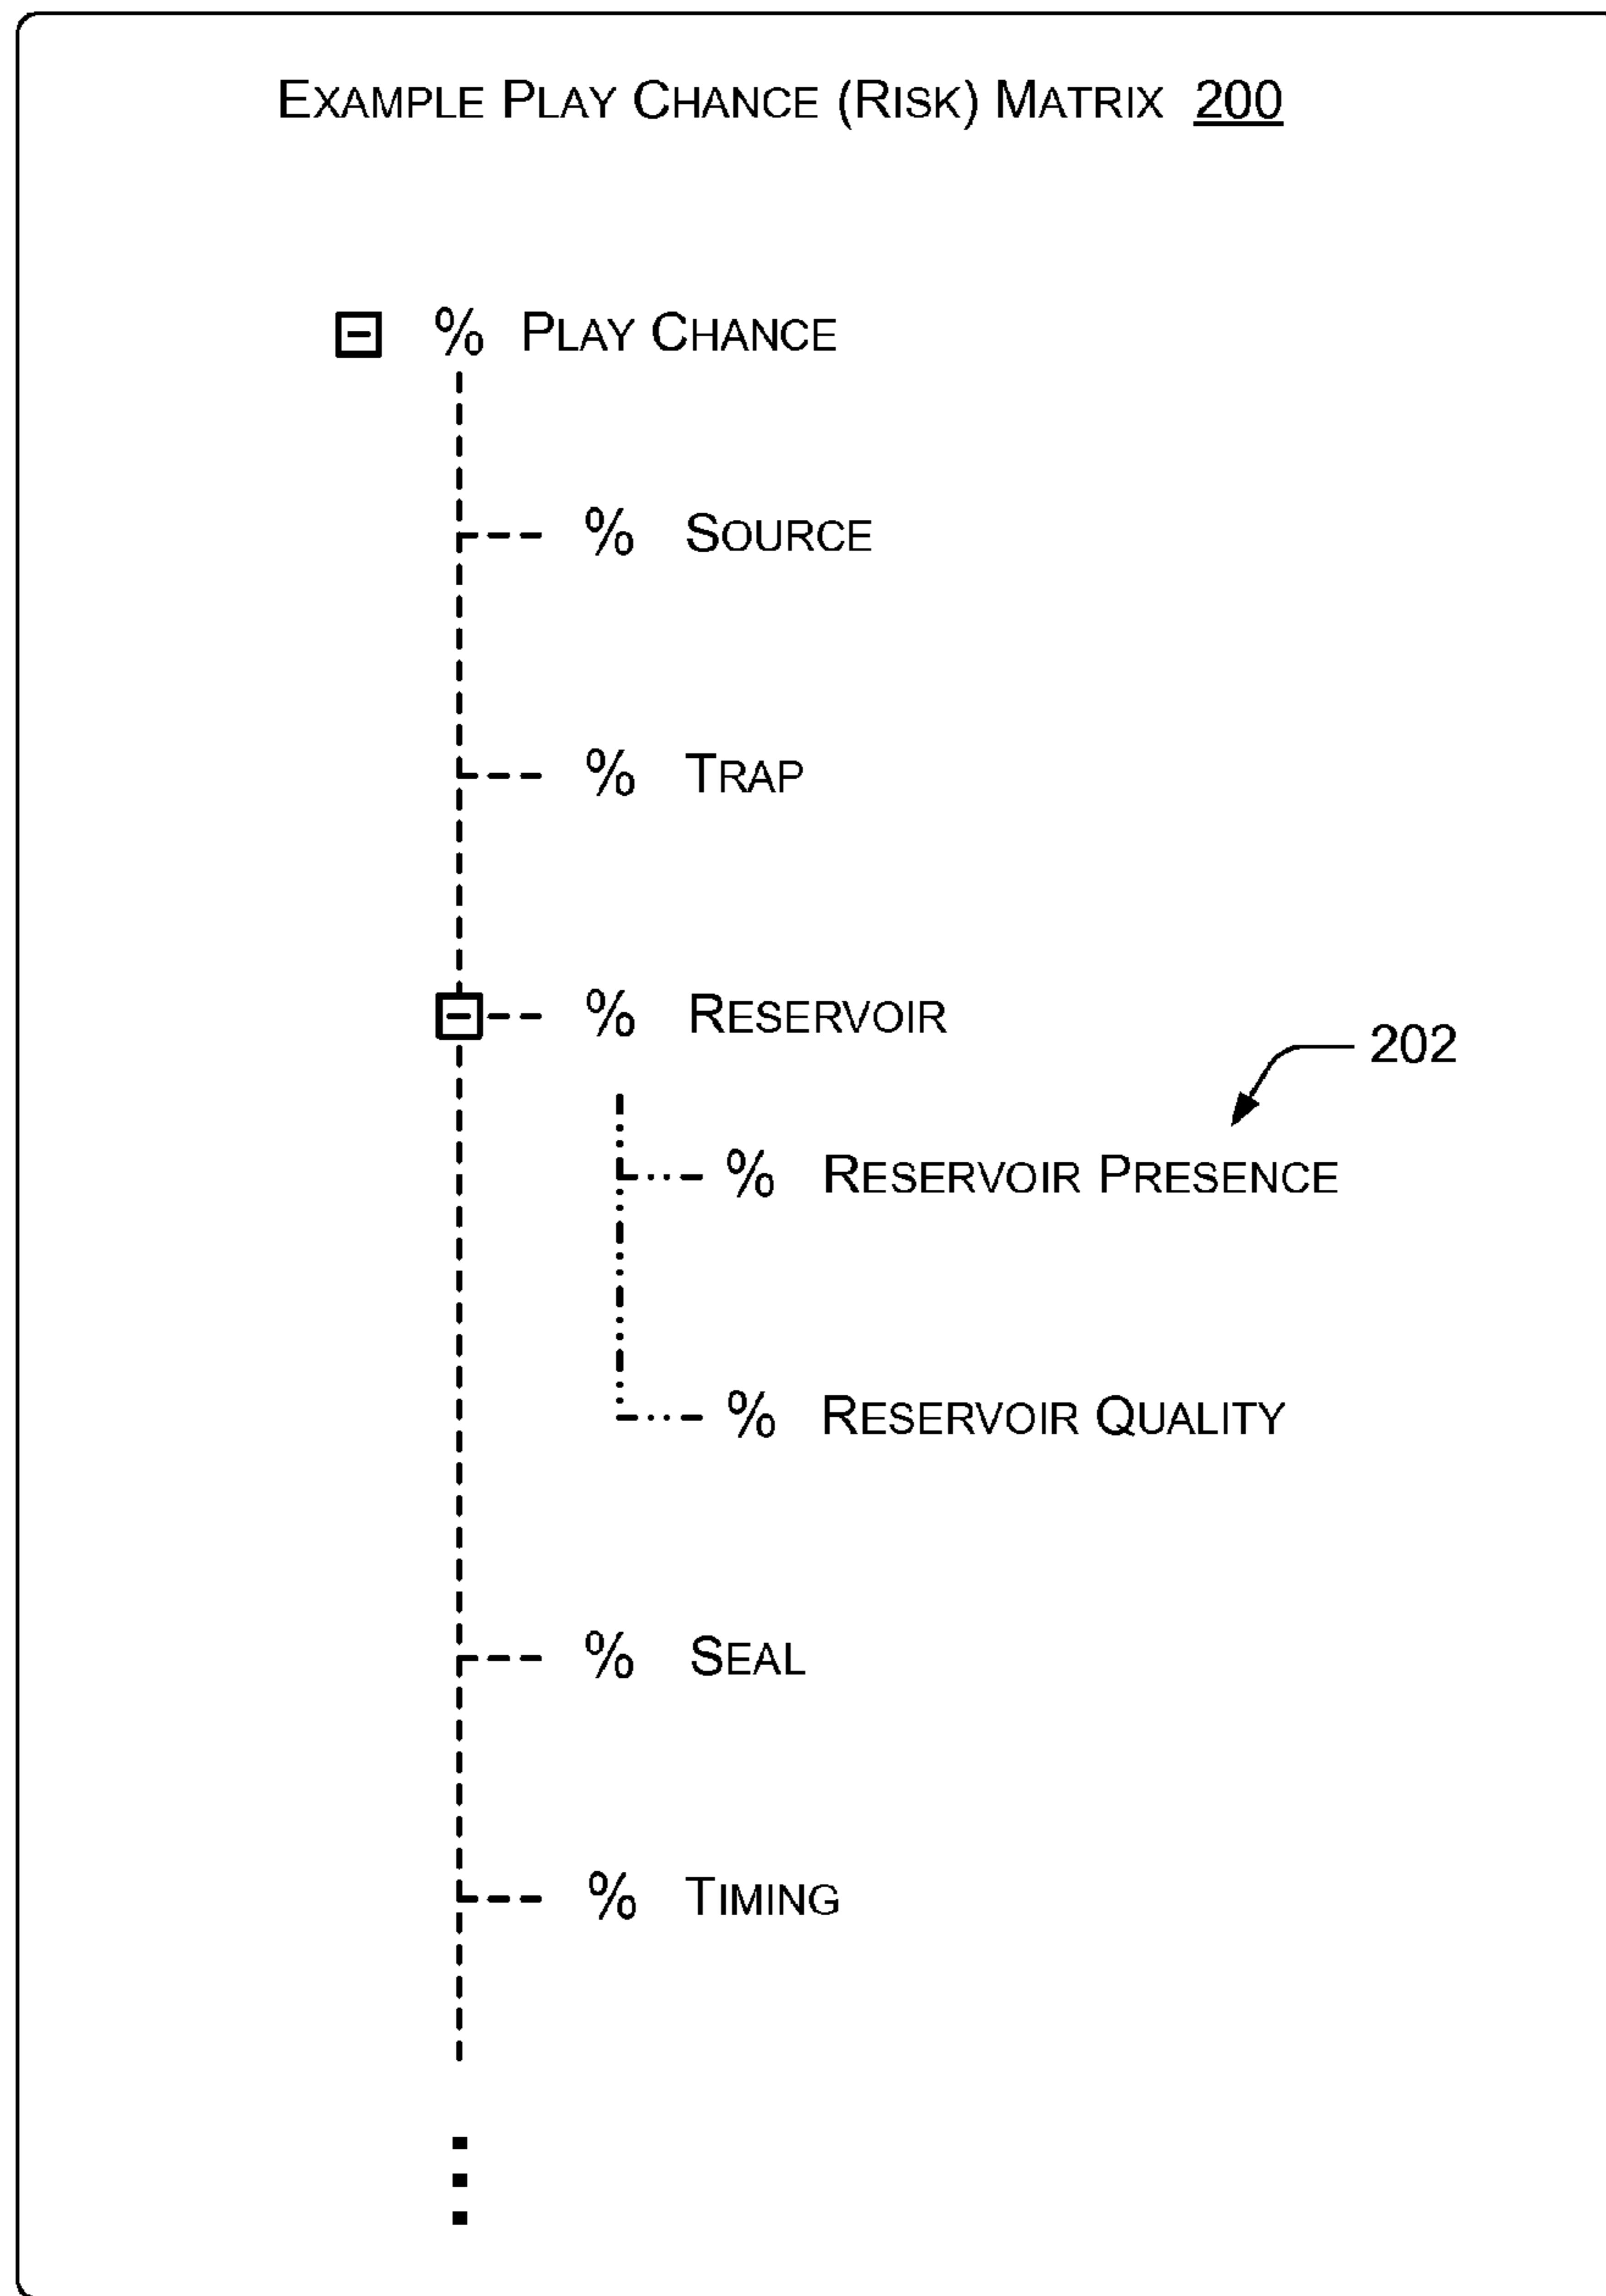 EXAMPLE PLAY CHANCE (RISK) MATRIX 200
% PLAY CHANCE
% SOURCE
% TRAP
% RESERVOIR
202
% RESERVOIR PRESENCE
% RESERVOIR QUALITY
% SEAL
% TIMING